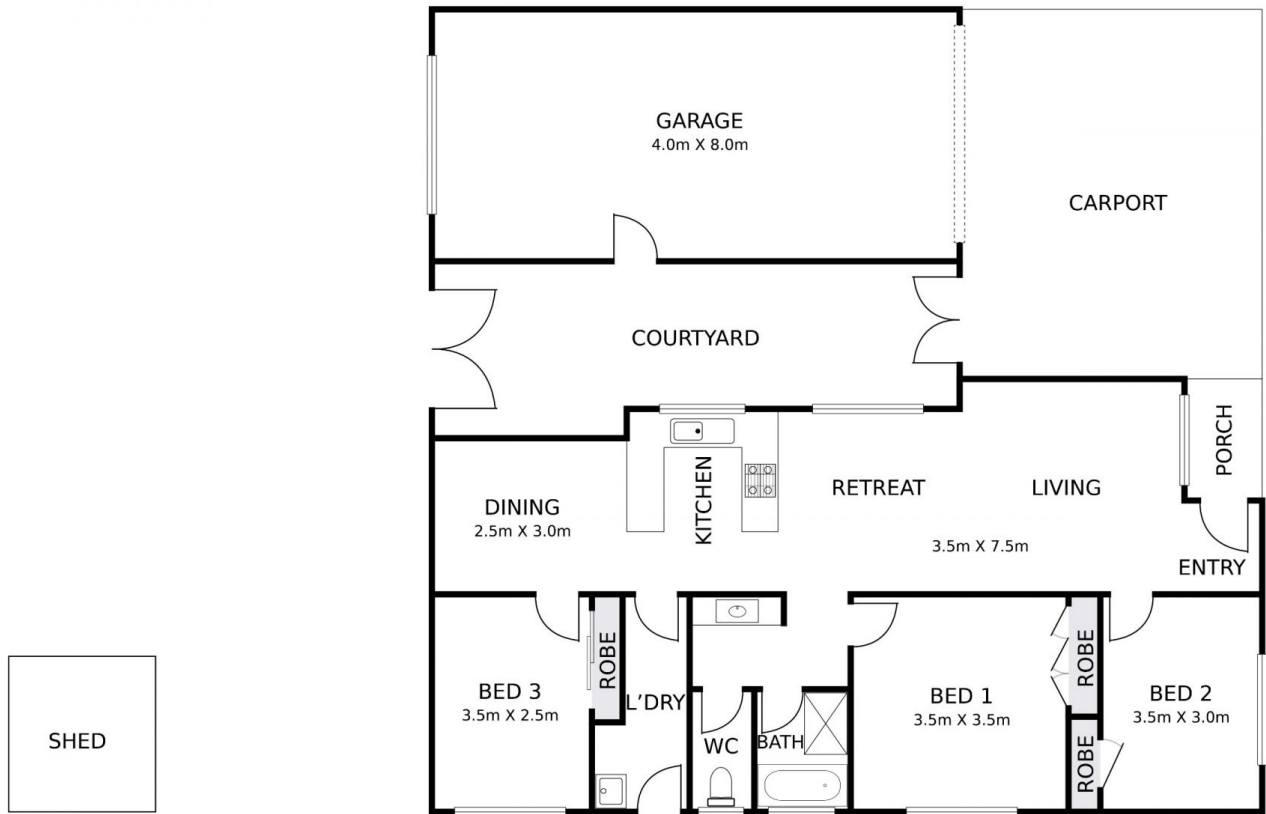 GARAGE
4.0m X 8.0m
CARPORT
COURTYARD
PORCH
KITCHEN
DINING
2.5m X 3.0m
RETREAT
LIVING
3.5m X 7.5m
ENTRY
ROBE
BED 3
3.5m X 2.5m
L'DRY
WC
BATH
BED 1
3.5m X 3.5m
ROBE
ROBE
BED 2
3.5m X 3.0m
SHED